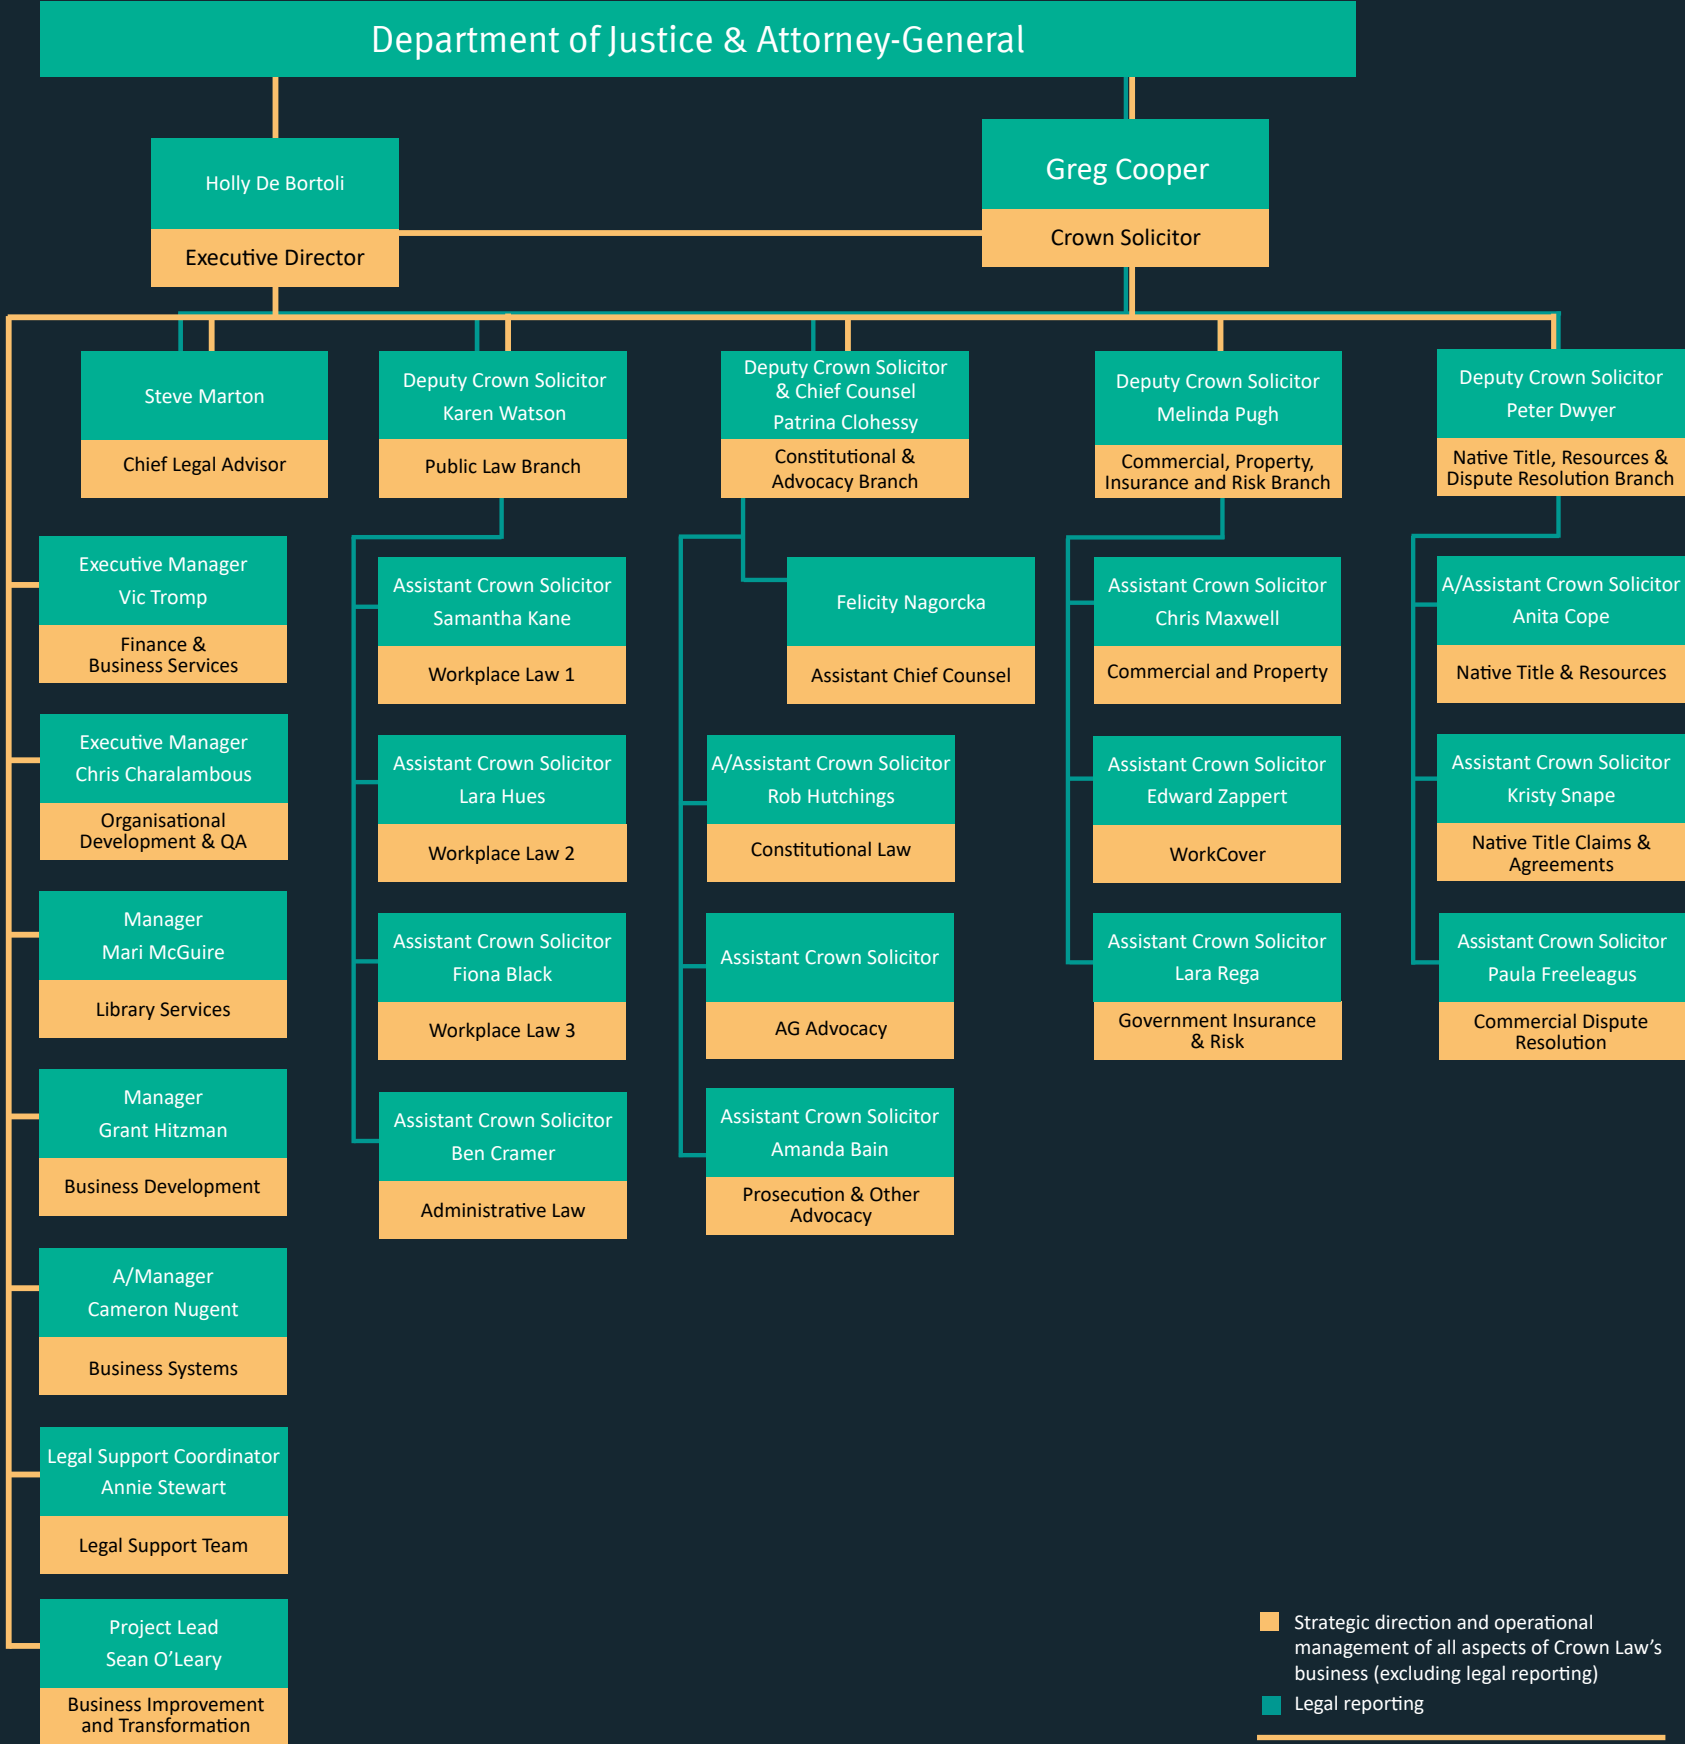 Department of Justice & Attorney-General
Holly De Bortoli
Executive Director
Greg Cooper
Crown Solicitor
Steve Marton
Chief Legal Advisor
Deputy Crown Solicitor
Karen Watson
Public Law Branch
Deputy Crown Solicitor
& Chief Counsel
Patrina Clohessy
Constitutional &
Advocacy Branch
Deputy Crown Solicitor
Melinda Pugh
Commercial, Property,
Insurance and Risk Branch
Deputy Crown Solicitor
Peter Dwyer
Native Title, Resources &
Dispute Resolution Branch
Executive Manager
Vic Tromp
Finance &
Business Services
Executive Manager
Chris Charalambous
Organisational
Development & QA
Manager
Mari McGuire
Library Services
Manager
Grant Hitzman
Business Development
A/Manager
Cameron Nugent
Business Systems
Legal Support Coordinator
Annie Stewart
Legal Support Team
Project Lead
Sean O'Leary
Business Improvement
and Transformation
Assistant Crown Solicitor
Samantha Kane
Workplace Law 1
Assistant Crown Solicitor
Lara Hues
Workplace Law 2
Assistant Crown Solicitor
Fiona Black
Workplace Law 3
Assistant Crown Solicitor
Ben Cramer
Administrative Law
Felicity Nagorcka
Assistant Chief Counsel
A/Assistant Crown Solicitor
Rob Hutchings
Constitutional Law
Assistant Crown Solicitor
AG Advocacy
Assistant Crown Solicitor
Amanda Bain
Prosecution & Other
Advocacy
Assistant Crown Solicitor
Chris Maxwell
Commercial and Property
Assistant Crown Solicitor
Edward Zappert
WorkCover
Assistant Crown Solicitor
Lara Rega
Government Insurance
& Risk
A/Assistant Crown Solicitor
Anita Cope
Native Title & Resources
Assistant Crown Solicitor
Kristy Snape
Native Title Claims &
Agreements
Assistant Crown Solicitor
Paula Freeleagus
Commercial Dispute
Resolution
Strategic direction and operational
management of all aspects of Crown Law's
business (excluding legal reporting)
Legal reporting